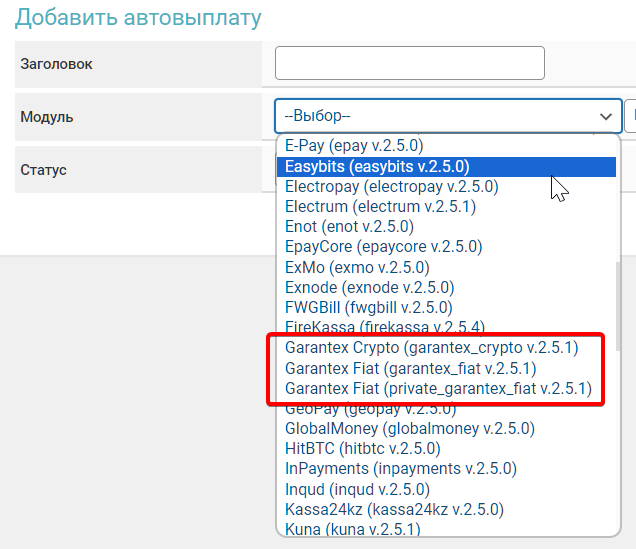 Добавить автовыплату
Заголовок
Модуль
--Выбор--
Статус
E-Pay (epay v.2.5.0)
Easybits (easybits v.2.5.0)
Electropay (electropay v.2.5.0)
Electrum (electrum v.2.5.1)
Enot (enot v.2.5.0)
EpayCore (epaycore v.2.5.0)
ExMo (exmo v.2.5.0)
Exnode (exnode v.2.5.0)
FWGBill (fwgbill v.2.5.0)
FireKassa (firekassa v.2.5.4)
Garantex Crypto (garantex_crypto v.2.5.1)
Garantex Fiat (garantex_fiat v.2.5.1)
Garantex Fiat (private_garantex_fiat v.2.5.1)
GeoPay (geopay v.2.5.0)
GlobalMoney (globalmoney v.2.5.0)
HitBTC (hitbtc v.2.5.0)
InPayments (inpayments v.2.5.0)
Inqud (inqud v.2.5.0)
Kassa24kz (kassa24kz v.2.5.0)
Kuna (kuna v.2.5.1)